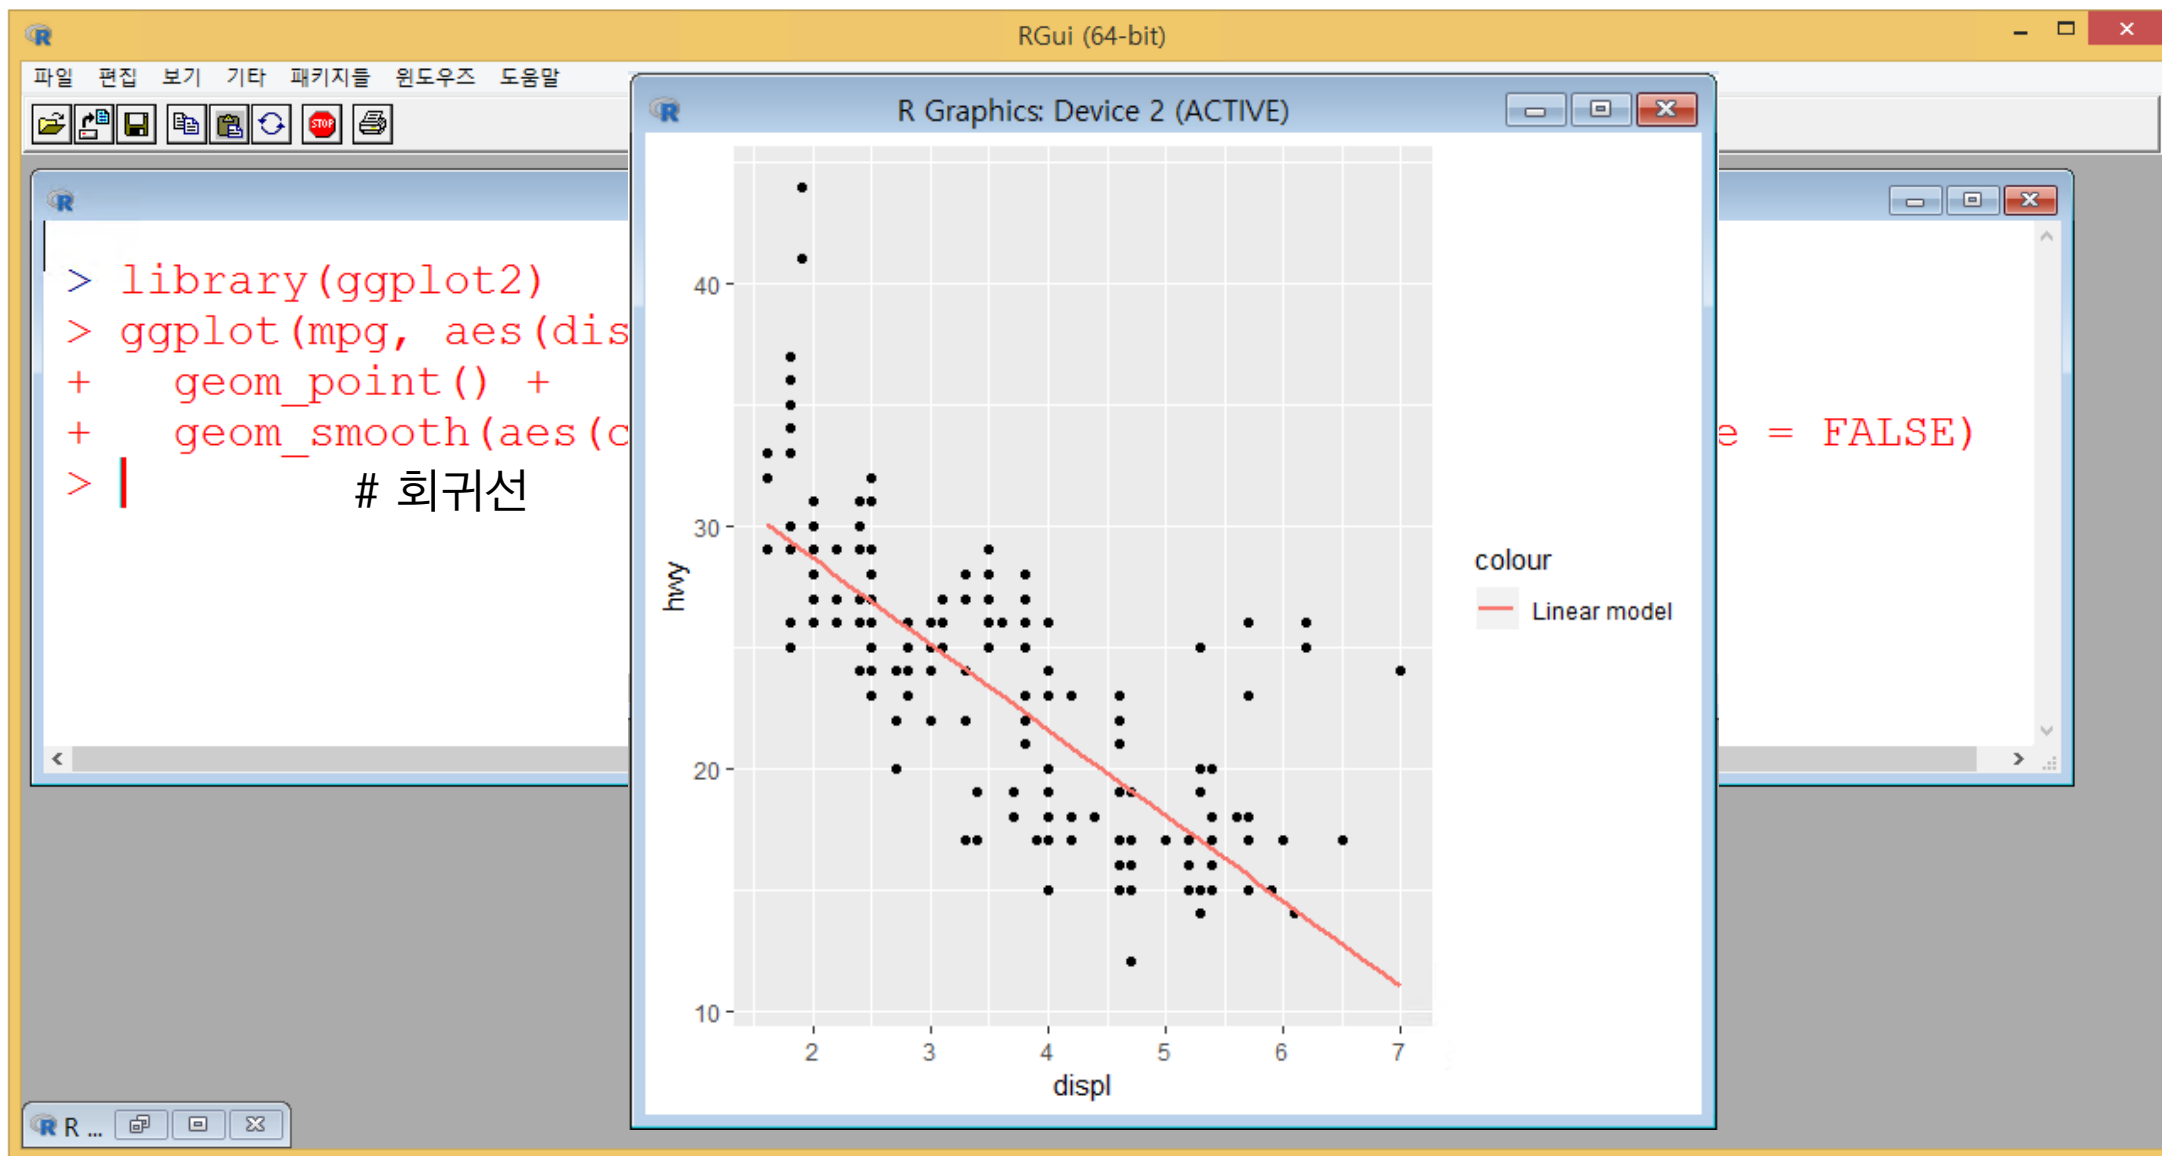 RGui (64-bit)
파일 편집 보기 기타 패키지들 윈도우즈 도움말
STOP
R Graphics: Device 2 (ACTIVE)
> library(ggplot2)
> ggplot(mpg, aes(dis
+ geom_point() +
+ geom_smooth(aes(c
e = FALSE)
>
# 회귀선
40
30
20
10
hwy
2 3 4 5 6 7
displ
colour
Linear model
R ...